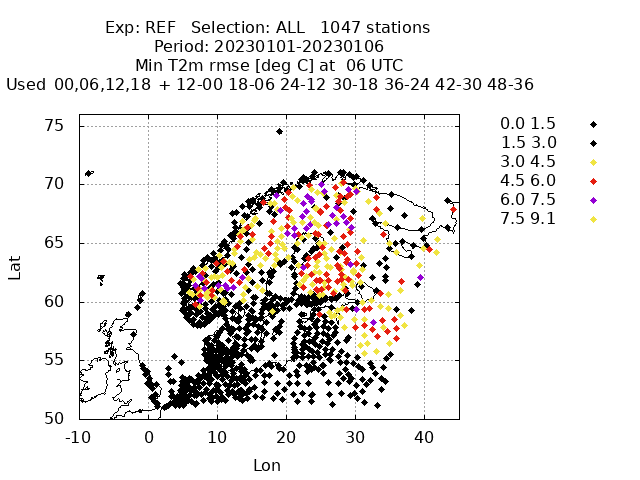 Exp: REF Selection: ALL 1047 stations
Period: 20230101-20230106
Min T2m rmse [deg C] at 06 UTC
Used 00,06,12,18 + 12-00 18-06 24-12 30-18 36-24 42-30 48-36
0.0 1.5
1.5 3.0
3.0 4.5
4.5 6.0
6.0 7.5
7.5 9.1
75
70
65
60
55
50
Lat
-10 0 10 20 30 40
Lon